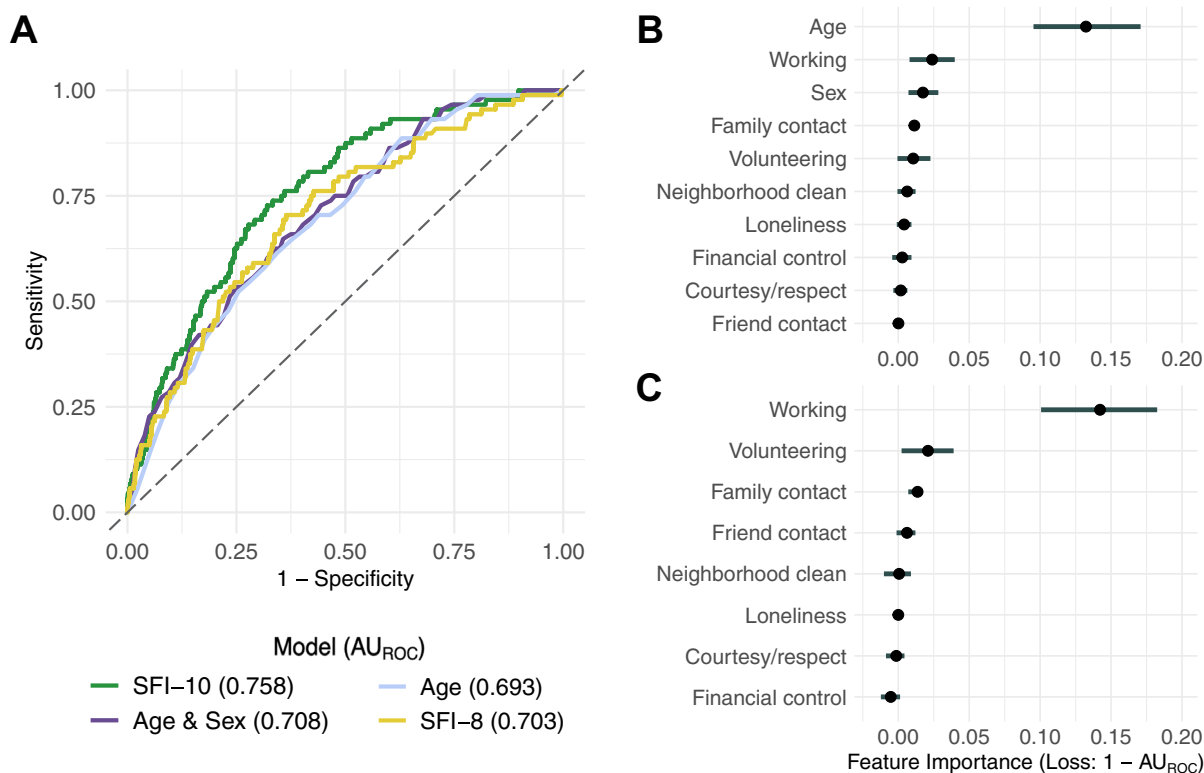 A
1.00
0.75
0.50
0.25
0.00
Sensitivity
0.00 0.25 0.50 0.75 1.00
1 – Specificity
Model (AUROC)
SFI–10 (0.758)
Age & Sex (0.708)
Age (0.693)
SFI–8 (0.703)
B
Age
Working
Sex
Family contact
Volunteering
Neighborhood clean
Loneliness
Financial control
Courtesy/respect
Friend contact
0.00 0.05 0.10 0.15 0.20
C
Working
Volunteering
Family contact
Friend contact
Neighborhood clean
Loneliness
Courtesy/respect
Financial control
0.00 0.05 0.10 0.15 0.20
Feature Importance (Loss: 1 – AUROC)